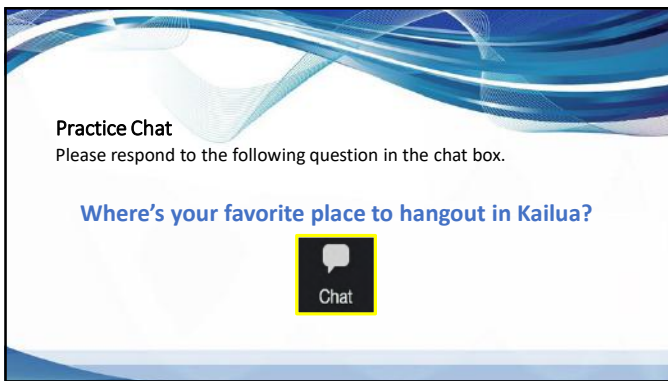 Practice Chat
Please respond to the following question in the chat box.
Where's your favorite place to hangout in Kailua?
Chat